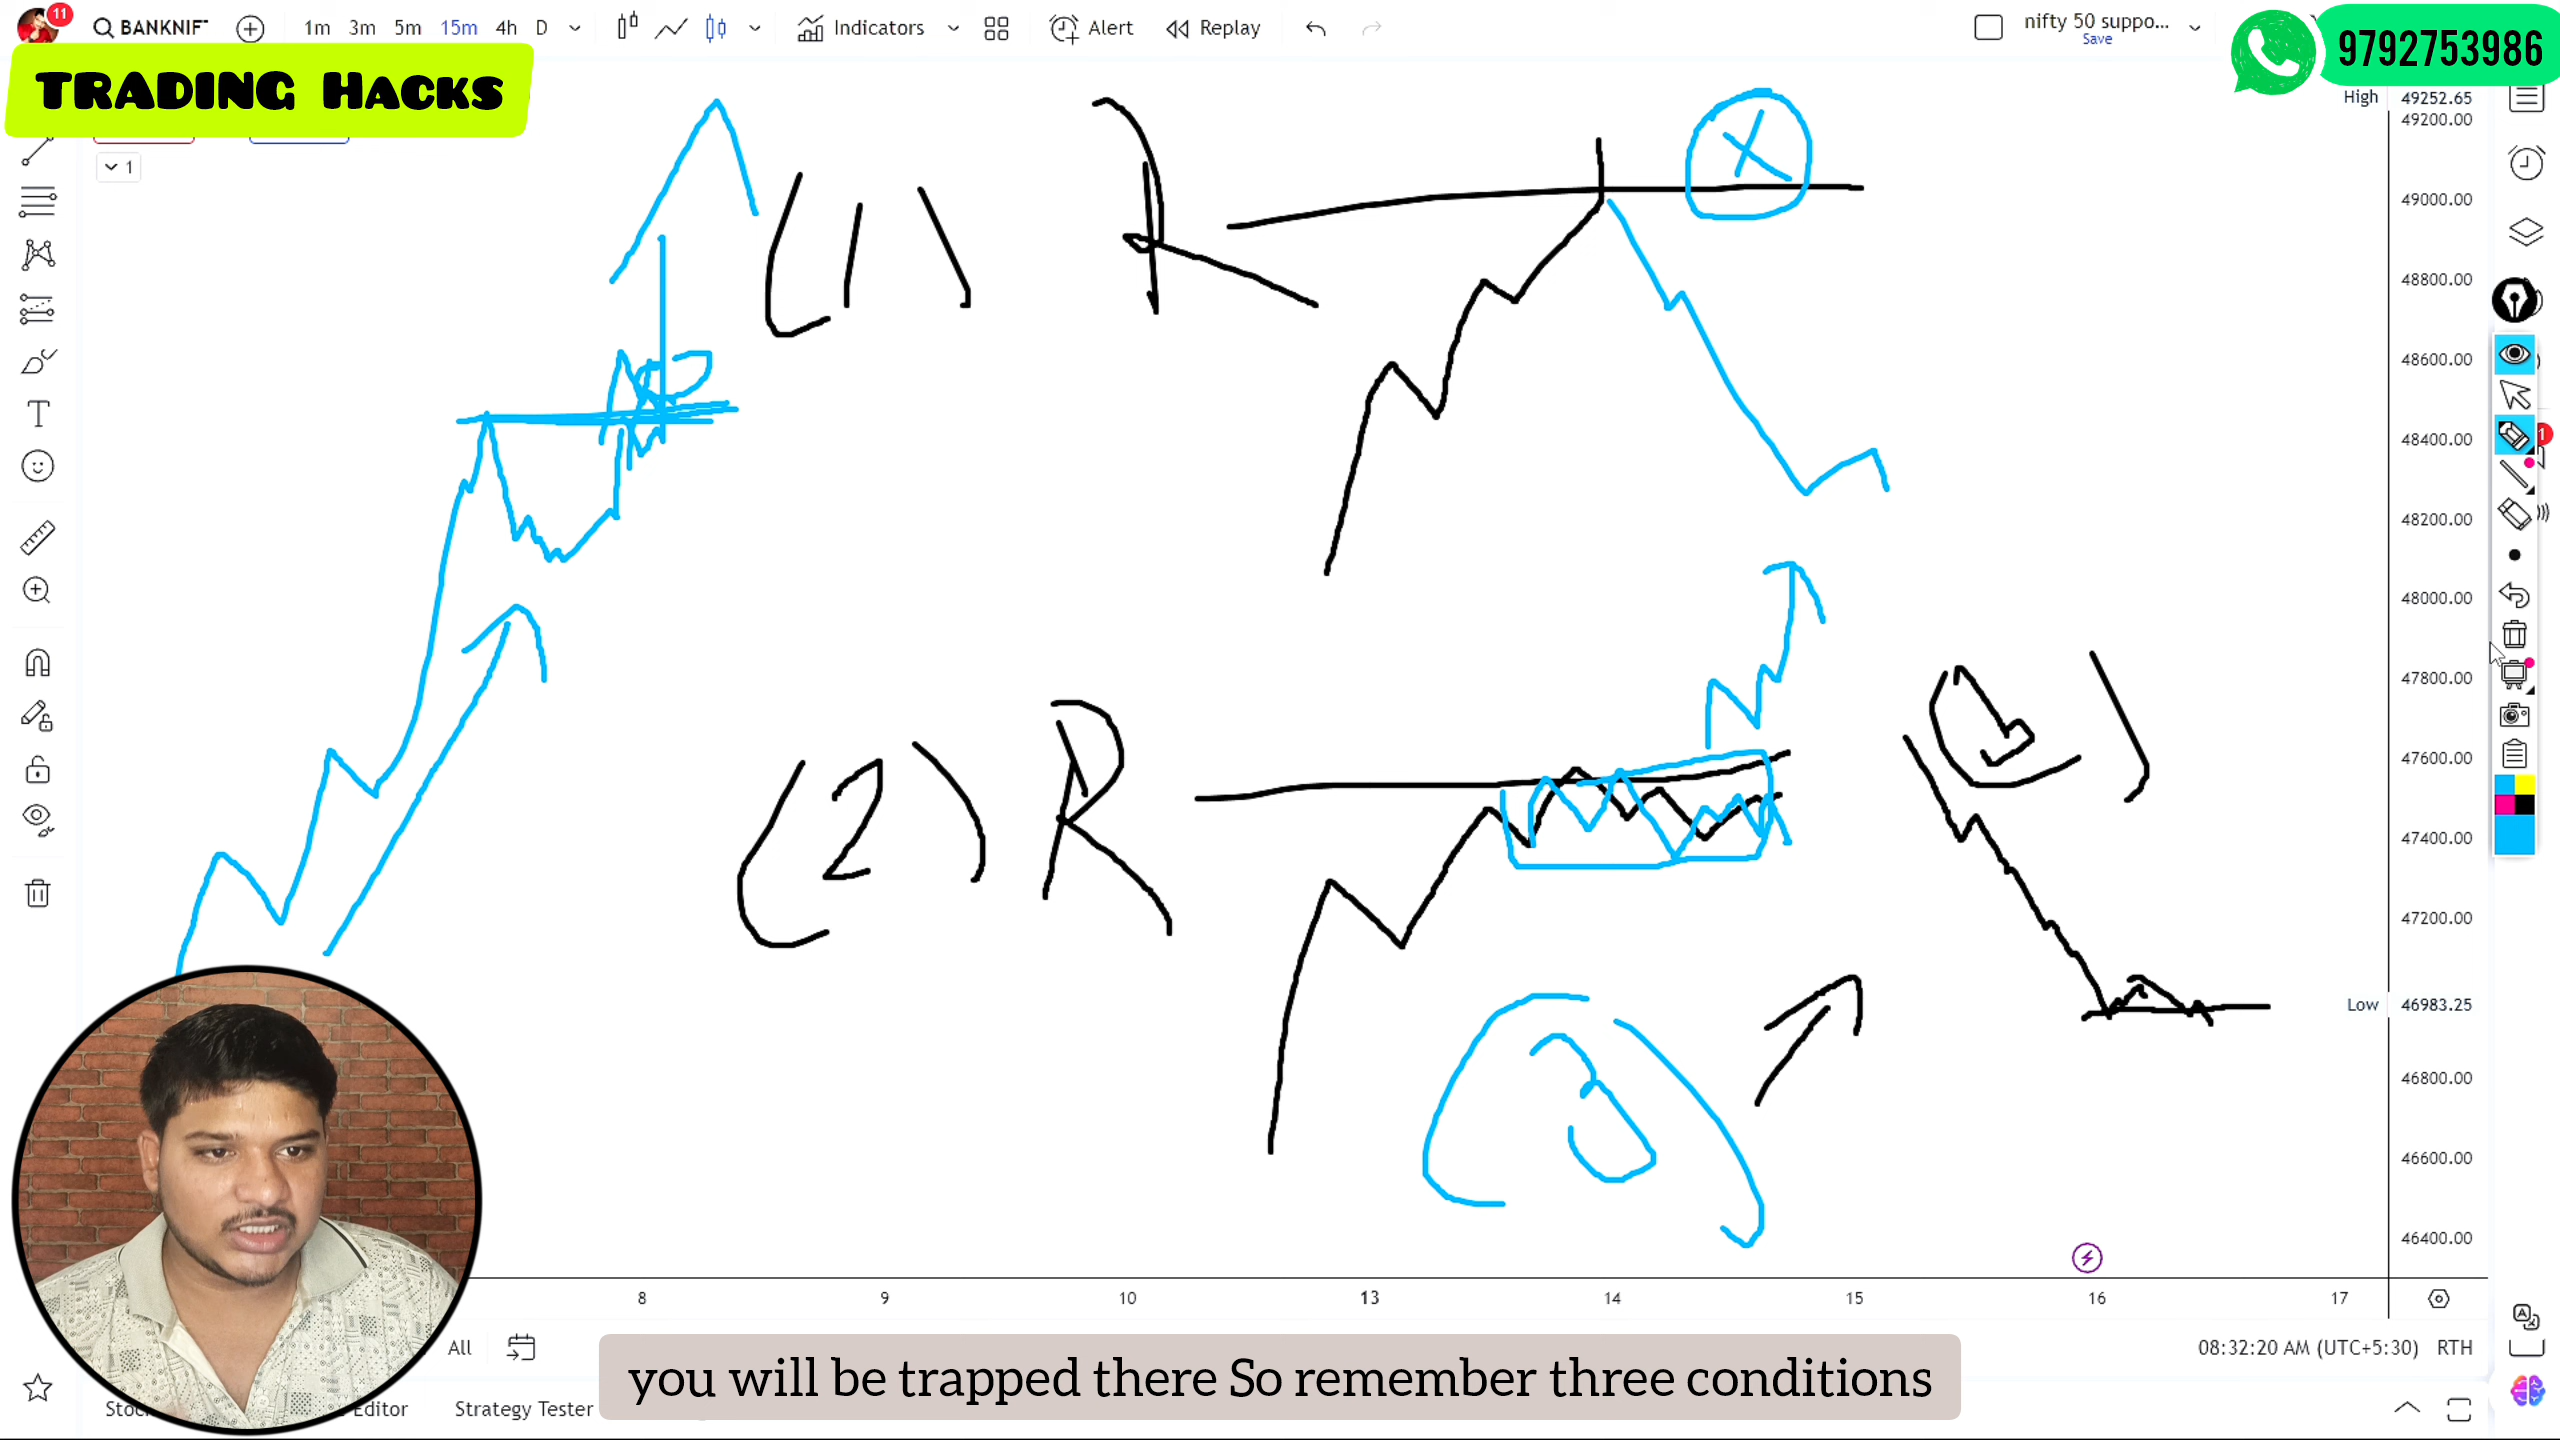 11
BANKNIF
1m 3m 5m 15m 4h D
Indicators
Alert
Replay
nifty 50 suppo...
Save
9792753986
TRADING HACKS
1
High 49252.65
49200.00
49000.00
48800.00
48600.00
48400.00
48200.00
48000.00
47800.00
47600.00
47400.00
47200.00
Low 46983.25
46800.00
46600.00
46400.00
1
(1) R
(2) R
(3)
8 9 10 13 14 15 16 17
All
08:32:20 AM (UTC+5:30) RTH
you will be trapped there So remember three conditions
Editor Strategy Tester